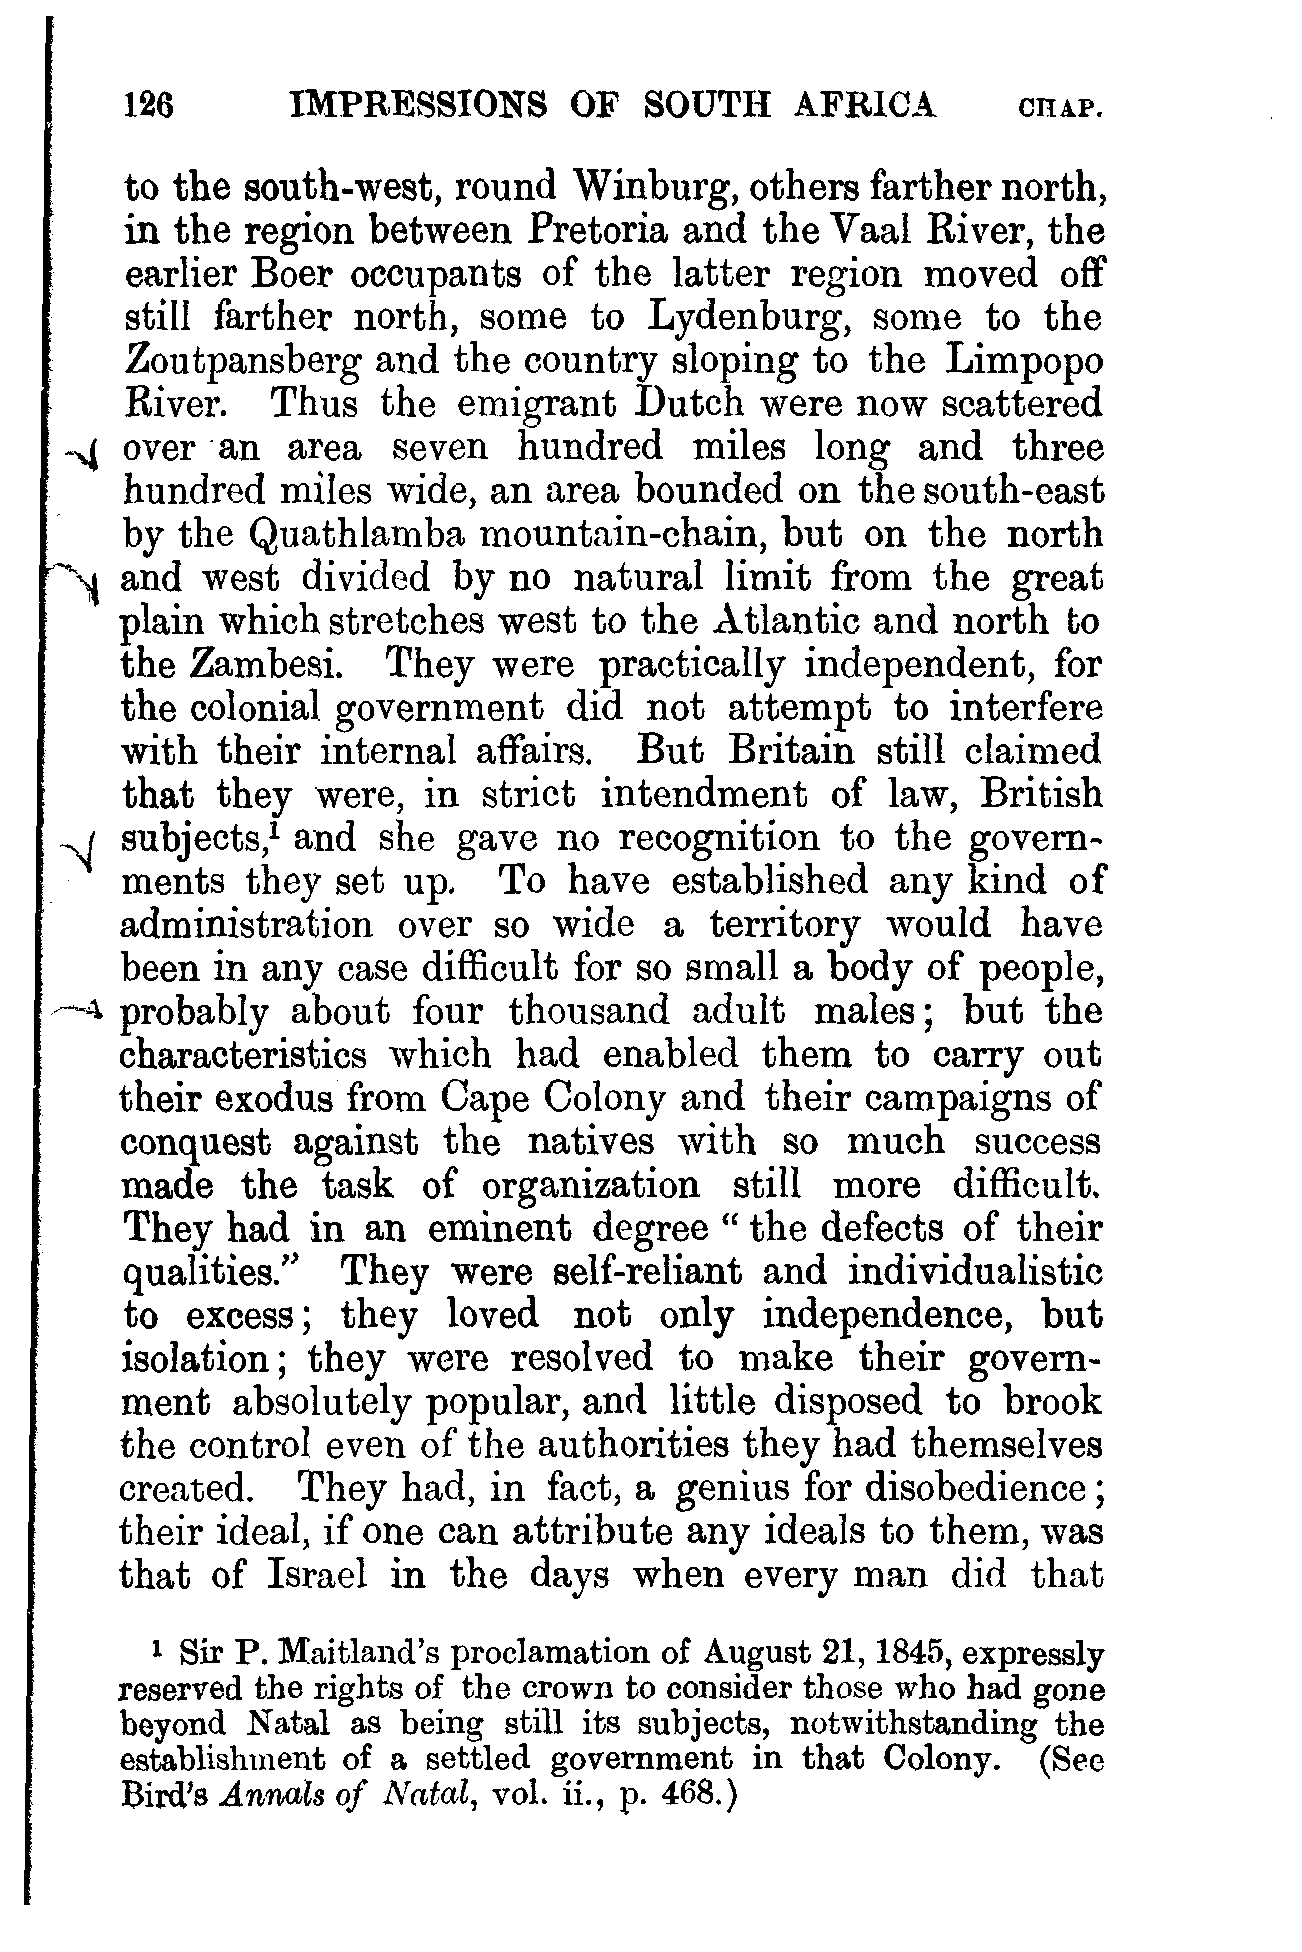 126 IMPRESSIONS OF SOUTH AFRICA CHAP.
to the south-west, round Winburg, others farther north,
in the region between Pretoria and the Vaal River, the
earlier Boer occupants of the latter region moved off
still farther north, some to Lydenburg, some to the
Zoutpansberg and the country sloping to the Limpopo
River. Thus the emigrant Dutch were now scattered
over an area seven hundred miles long and three
hundred miles wide, an area bounded on the south-east
by the Quathlamba mountain-chain, but on the north
and west divided by no natural limit from the great
plain which stretches west to the Atlantic and north to
the Zambesi. They were practically independent, for
the colonial government did not attempt to interfere
with their internal affairs. But Britain still claimed
that they were, in strict intendment of law, British
subjects,¹ and she gave no recognition to the govern-
ments they set up. To have established any kind of
administration over so wide a territory would have
been in any case difficult for so small a body of people,
probably about four thousand adult males; but the
characteristics which had enabled them to carry out
their exodus from Cape Colony and their campaigns of
conquest against the natives with so much success
made the task of organization still more difficult.
They had in an eminent degree “the defects of their
qualities.” They were self-reliant and individualistic
to excess; they loved not only independence, but
isolation; they were resolved to make their govern-
ment absolutely popular, and little disposed to brook
the control even of the authorities they had themselves
created. They had, in fact, a genius for disobedience;
their ideal, if one can attribute any ideals to them, was
that of Israel in the days when every man did that
¹ Sir P. Maitland's proclamation of August 21, 1845, expressly
reserved the rights of the crown to consider those who had gone
beyond Natal as being still its subjects, notwithstanding the
establishment of a settled government in that Colony. (See
Bird's Annals of Natal, vol. ii., p. 468.)